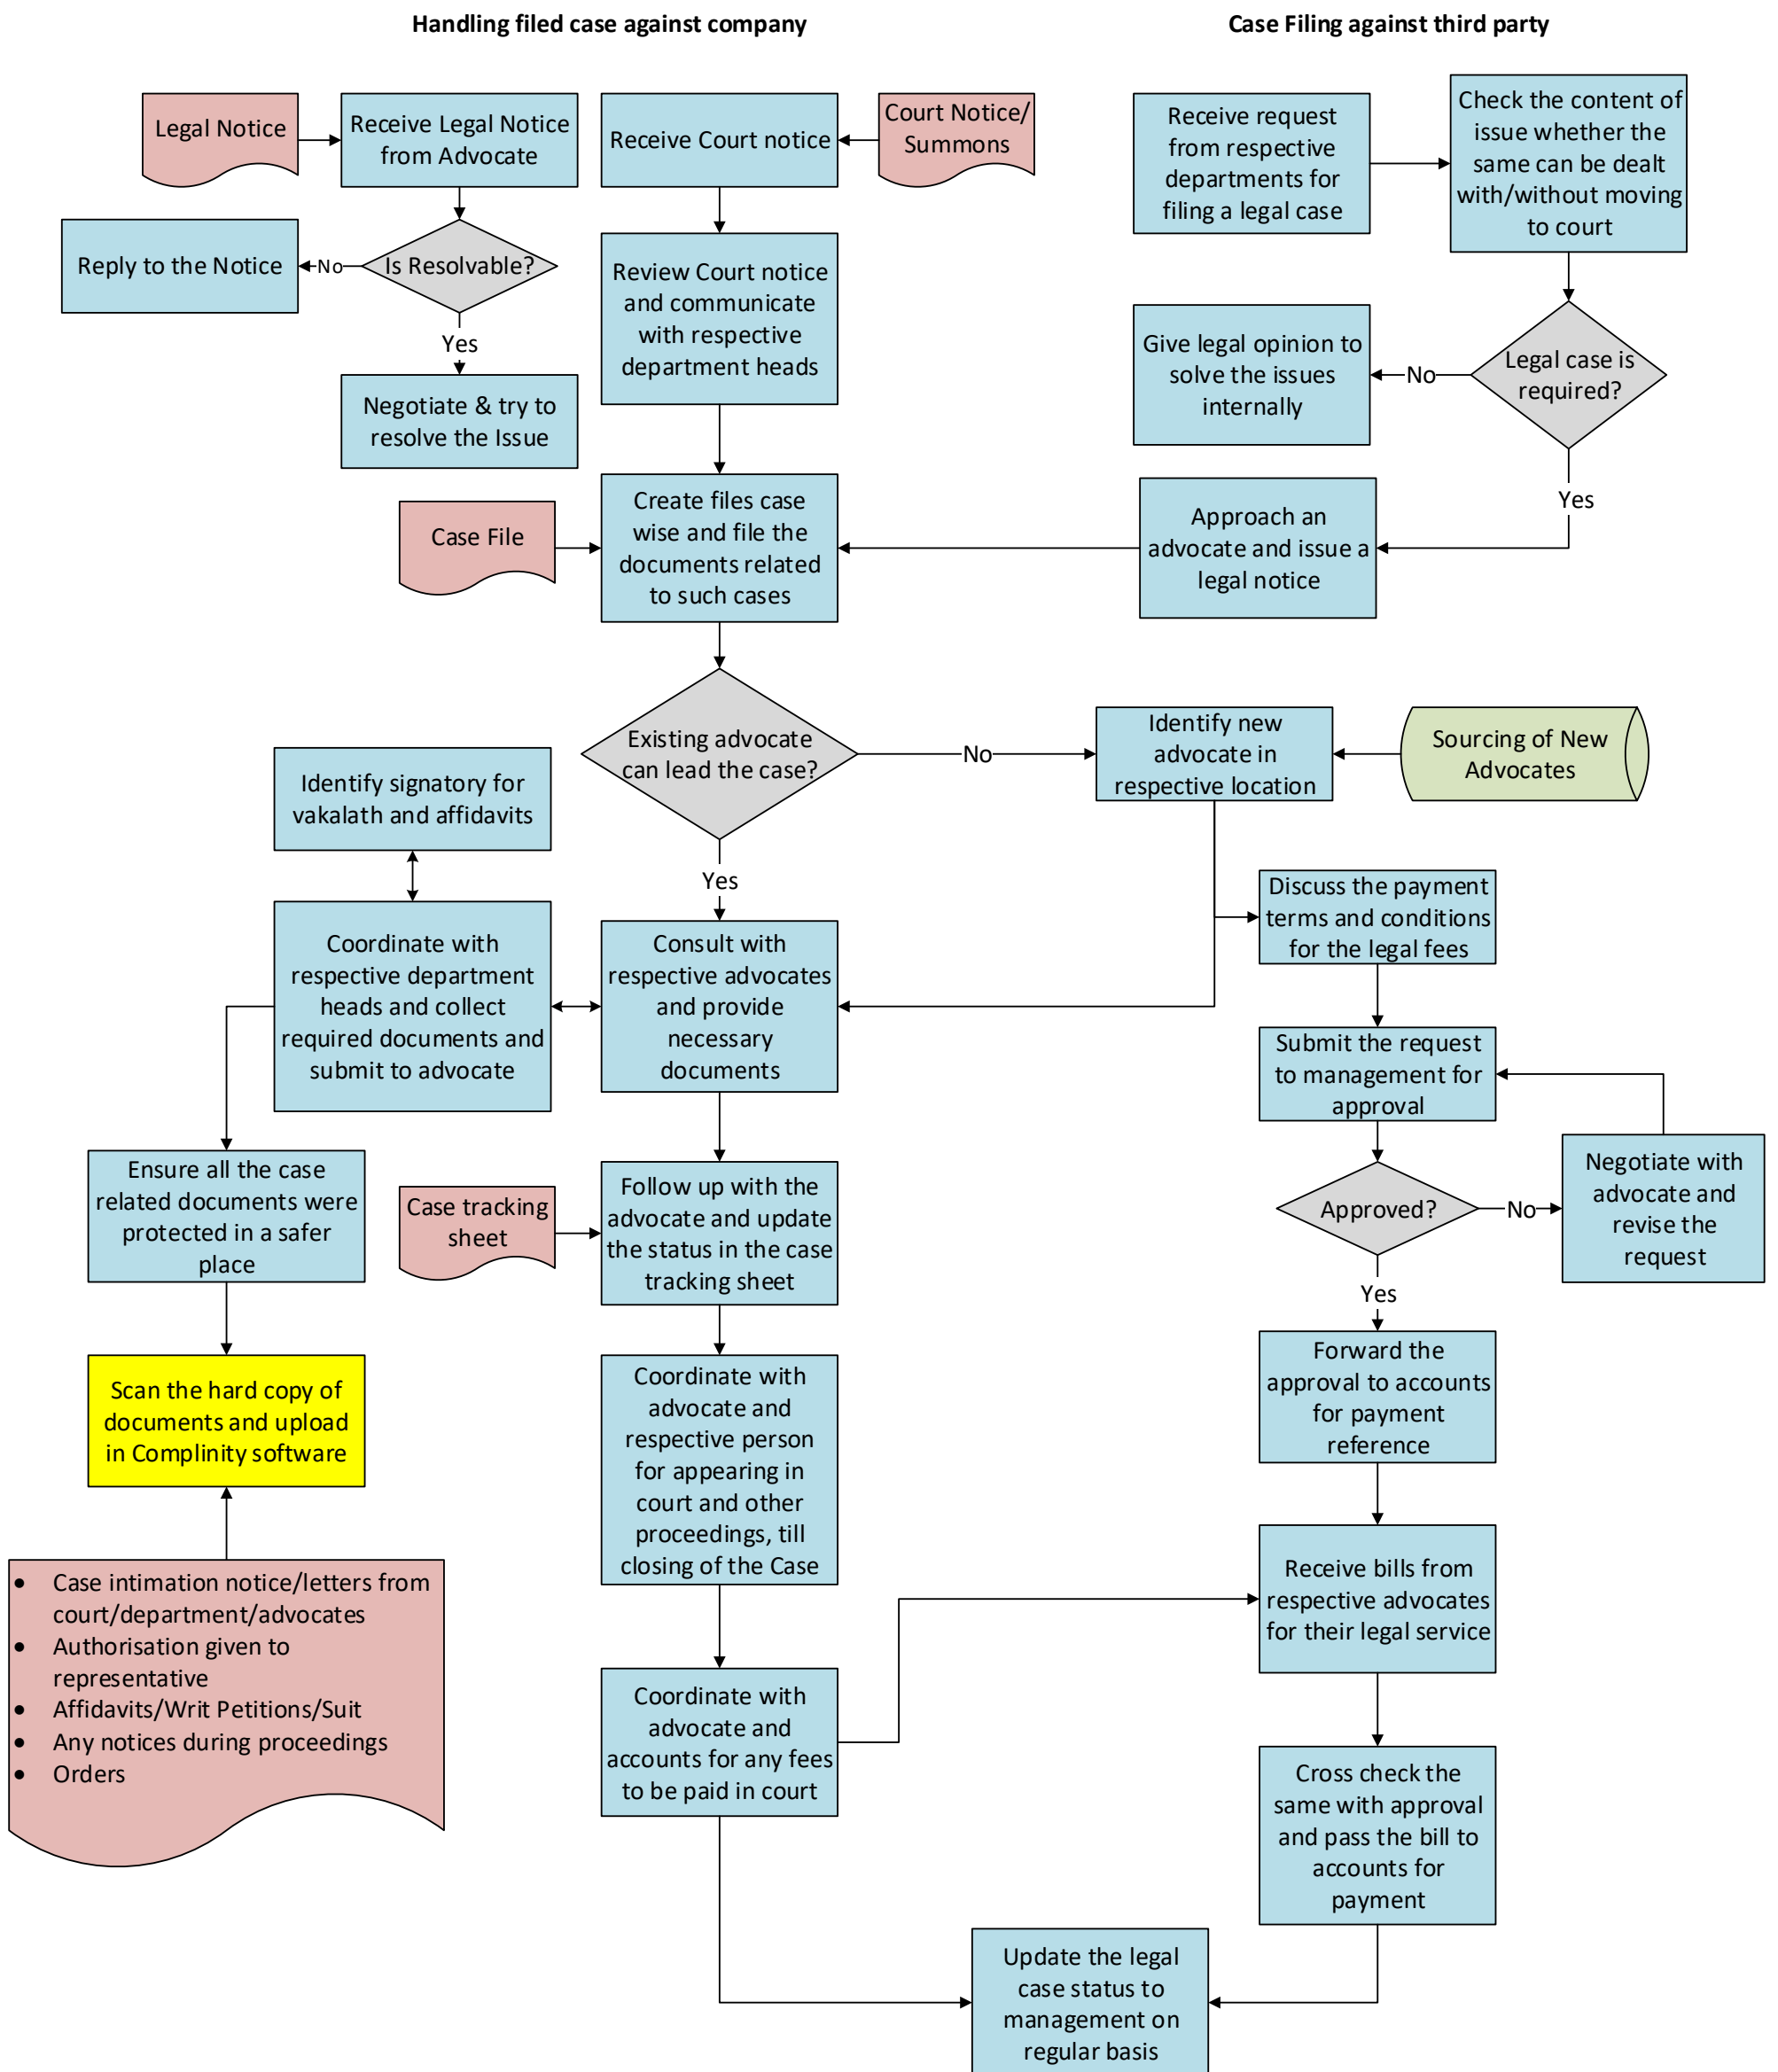 Handling filed case against company
Case Filing against third party
Legal Notice
Receive Legal Notice
from Advocate
Receive Court notice
Court Notice/
Summons
Receive request
from respective
departments for
filing a legal case
Check the content of
issue whether the
same can be dealt
with/without moving
to court
Reply to the Notice
No
Is Resolvable?
Yes
Negotiate & try to
resolve the Issue
Review Court notice
and communicate
with respective
department heads
Give legal opinion to
solve the issues
internally
No
Legal case is
required?
Yes
Case File
Create files case
wise and file the
documents related
to such cases
Approach an
advocate and issue a
legal notice
Existing advocate
can lead the case?
No
Identify new
advocate in
respective location
Sourcing of New
Advocates
Identify signatory for
vakalath and affidavits
Yes
Discuss the payment
terms and conditions
for the legal fees
Coordinate with
respective department
heads and collect
required documents and
submit to advocate
Consult with
respective advocates
and provide
necessary
documents
Submit the request
to management for
approval
Ensure all the case
related documents were
protected in a safer
place
Case tracking
sheet
Follow up with the
advocate and update
the status in the case
tracking sheet
Approved?
No
Negotiate with
advocate and
revise the
request
Yes
Scan the hard copy of
documents and upload
in Complinity software
Coordinate with
advocate and
respective person
for appearing in
court and other
proceedings, till
closing of the Case
Forward the
approval to accounts
for payment
reference
• Case intimation notice/letters from
court/department/advocates
• Authorisation given to
representative
• Affidavits/Writ Petitions/Suit
• Any notices during proceedings
• Orders
Receive bills from
respective advocates
for their legal service
Coordinate with
advocate and
accounts for any fees
to be paid in court
Cross check the
same with approval
and pass the bill to
accounts for
payment
Update the legal
case status to
management on
regular basis